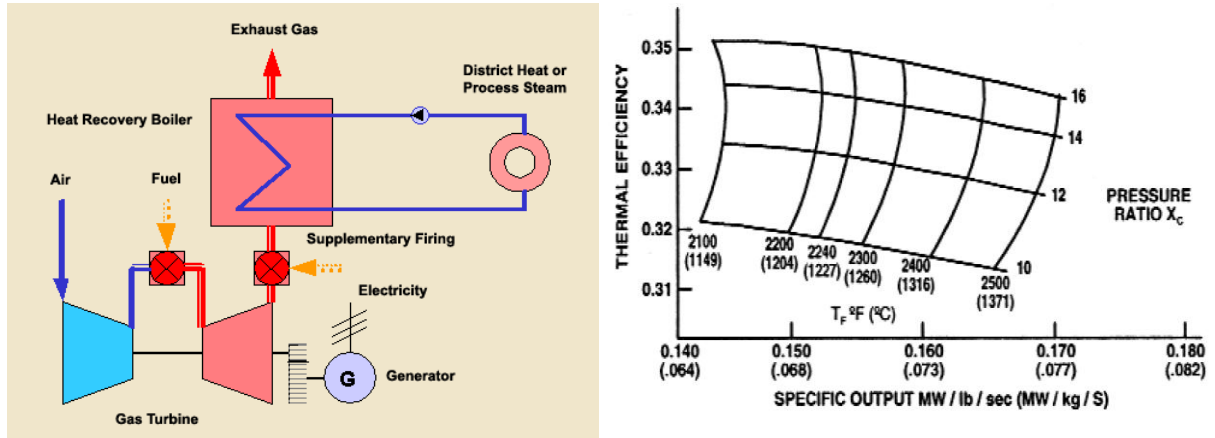 Exhaust Gas
District Heat or
Process Steam
Heat Recovery Boiler
Air
Fuel
Supplementary Firing
Electricity
G
Generator
Gas Turbine
THERMAL EFFICIENCY
0.35
0.34
0.33
0.32
0.31
16
14
12
10
PRESSURE
RATIO X_C
2100
(1149)
2200
(1204)
2240
(1227)
2300
(1260)
2400
(1316)
2500
(1371)
T_F ºF (ºC)
0.140
(.064)
0.150
(.068)
0.160
(.073)
0.170
(.077)
0.180
(.082)
SPECIFIC OUTPUT MW / lb / sec (MW / kg / S)